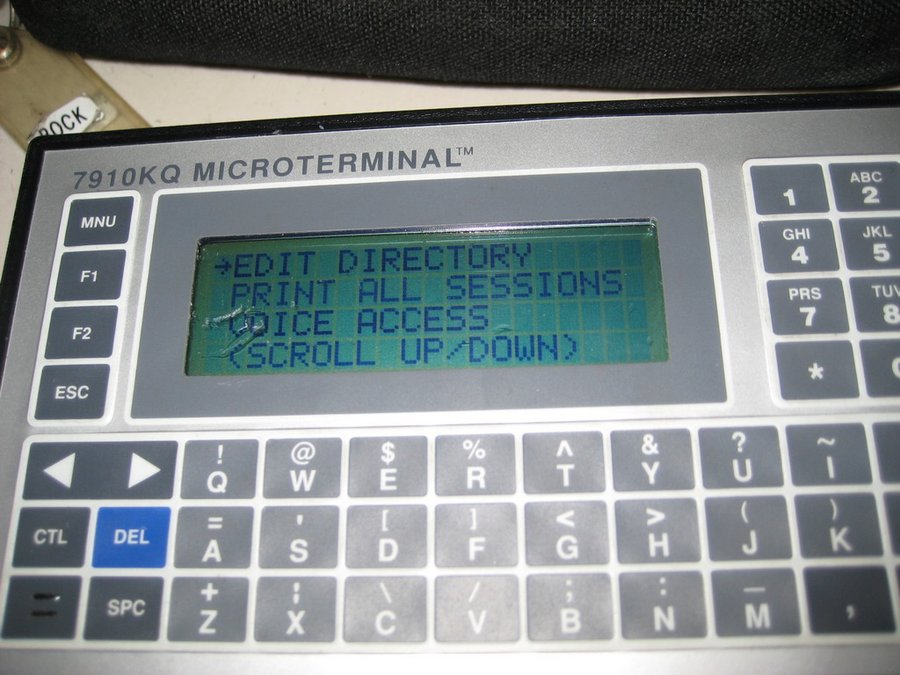 ROCK
7910KQ MICROTERMINAL™
MNU
F1
F2
ESC
→EDIT DIRECTORY
PRINT ALL SESSIONS
VOICE ACCESS
(SCROLL UP/DOWN)
1
ABC
2
GHI
4
JKL
5
PRS
7
TUV
8
*
! @ $ % ^ & ? ~
Q W E R T Y U I
CTL DEL
= ' [ ] < > ( )
A S D F G H J K
SPC
+ ¦ \ / ; : _ ,
Z X C V B N M